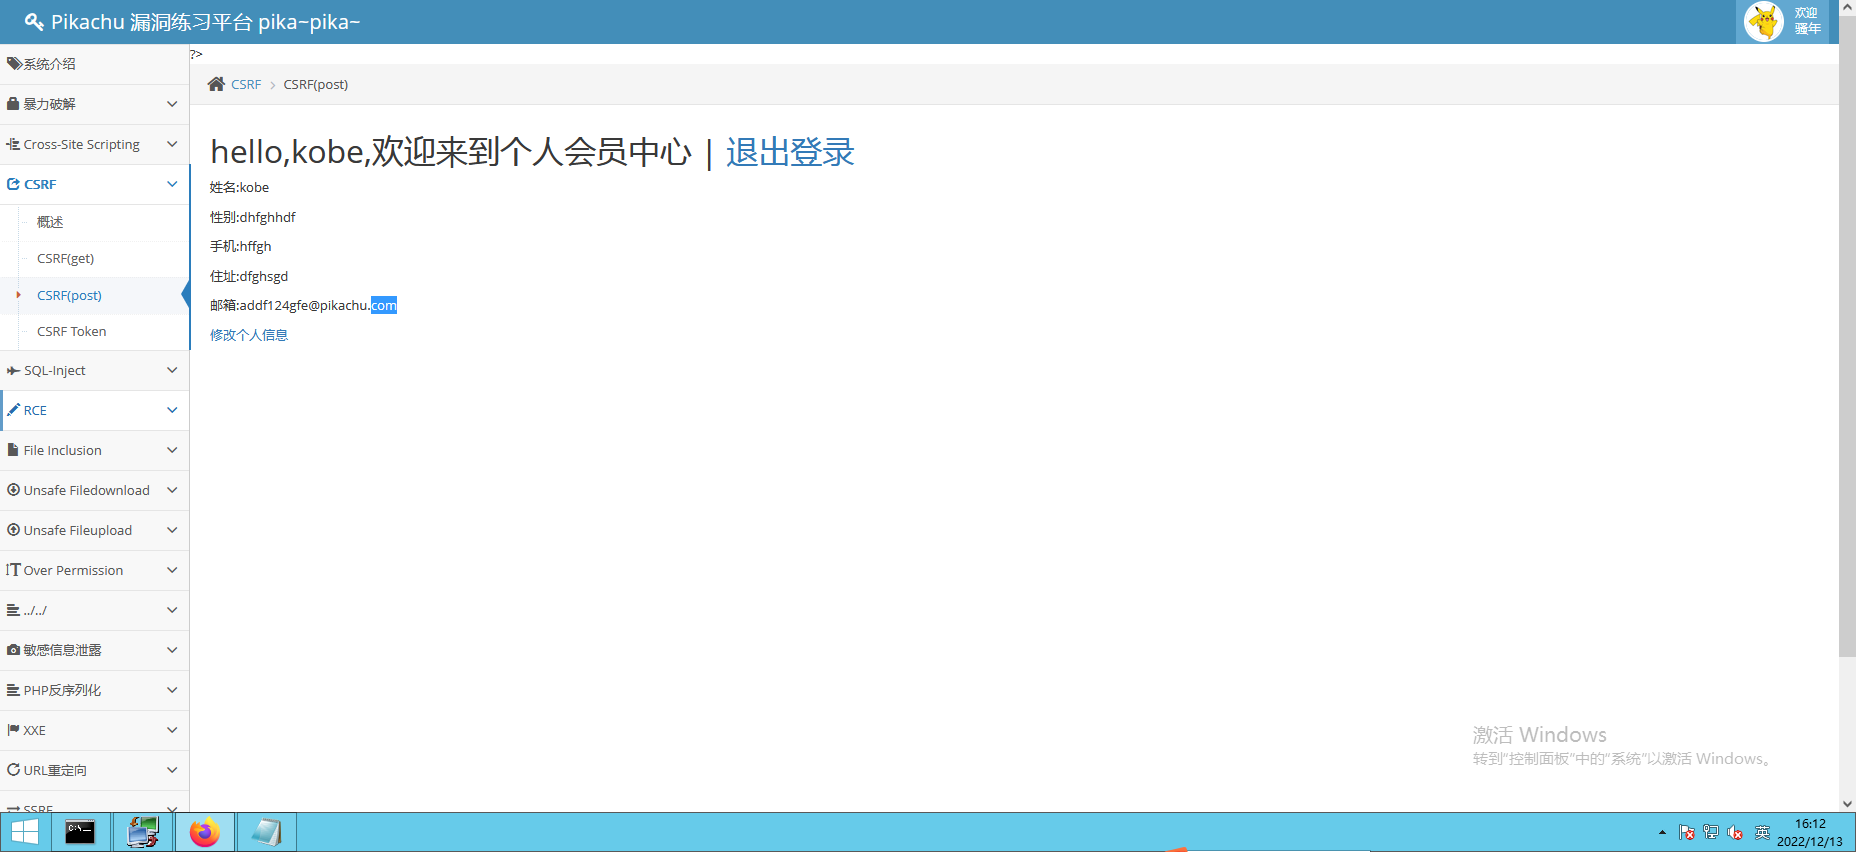 Pikachu 漏洞练习平台 pika~pika~
欢迎
骚年
系统介绍
暴力破解
Cross-Site Scripting
CSRF
概述
CSRF(get)
CSRF(post)
CSRF Token
SQL-Inject
RCE
File Inclusion
Unsafe Filedownload
Unsafe Fileupload
Over Permission
../../
敏感信息泄露
PHP反序列化
XXE
URL重定向
SSRF
?>
CSRF > CSRF(post)
hello,kobe,欢迎来到个人会员中心 | 退出登录
姓名:kobe
性别:dhfghhdf
手机:hffgh
住址:dfghsgd
邮箱:addf124gfe@pikachu.com
修改个人信息
激活 Windows
转到"控制面板"中的"系统"以激活 Windows。
C:\_
英
16:12
2022/12/13